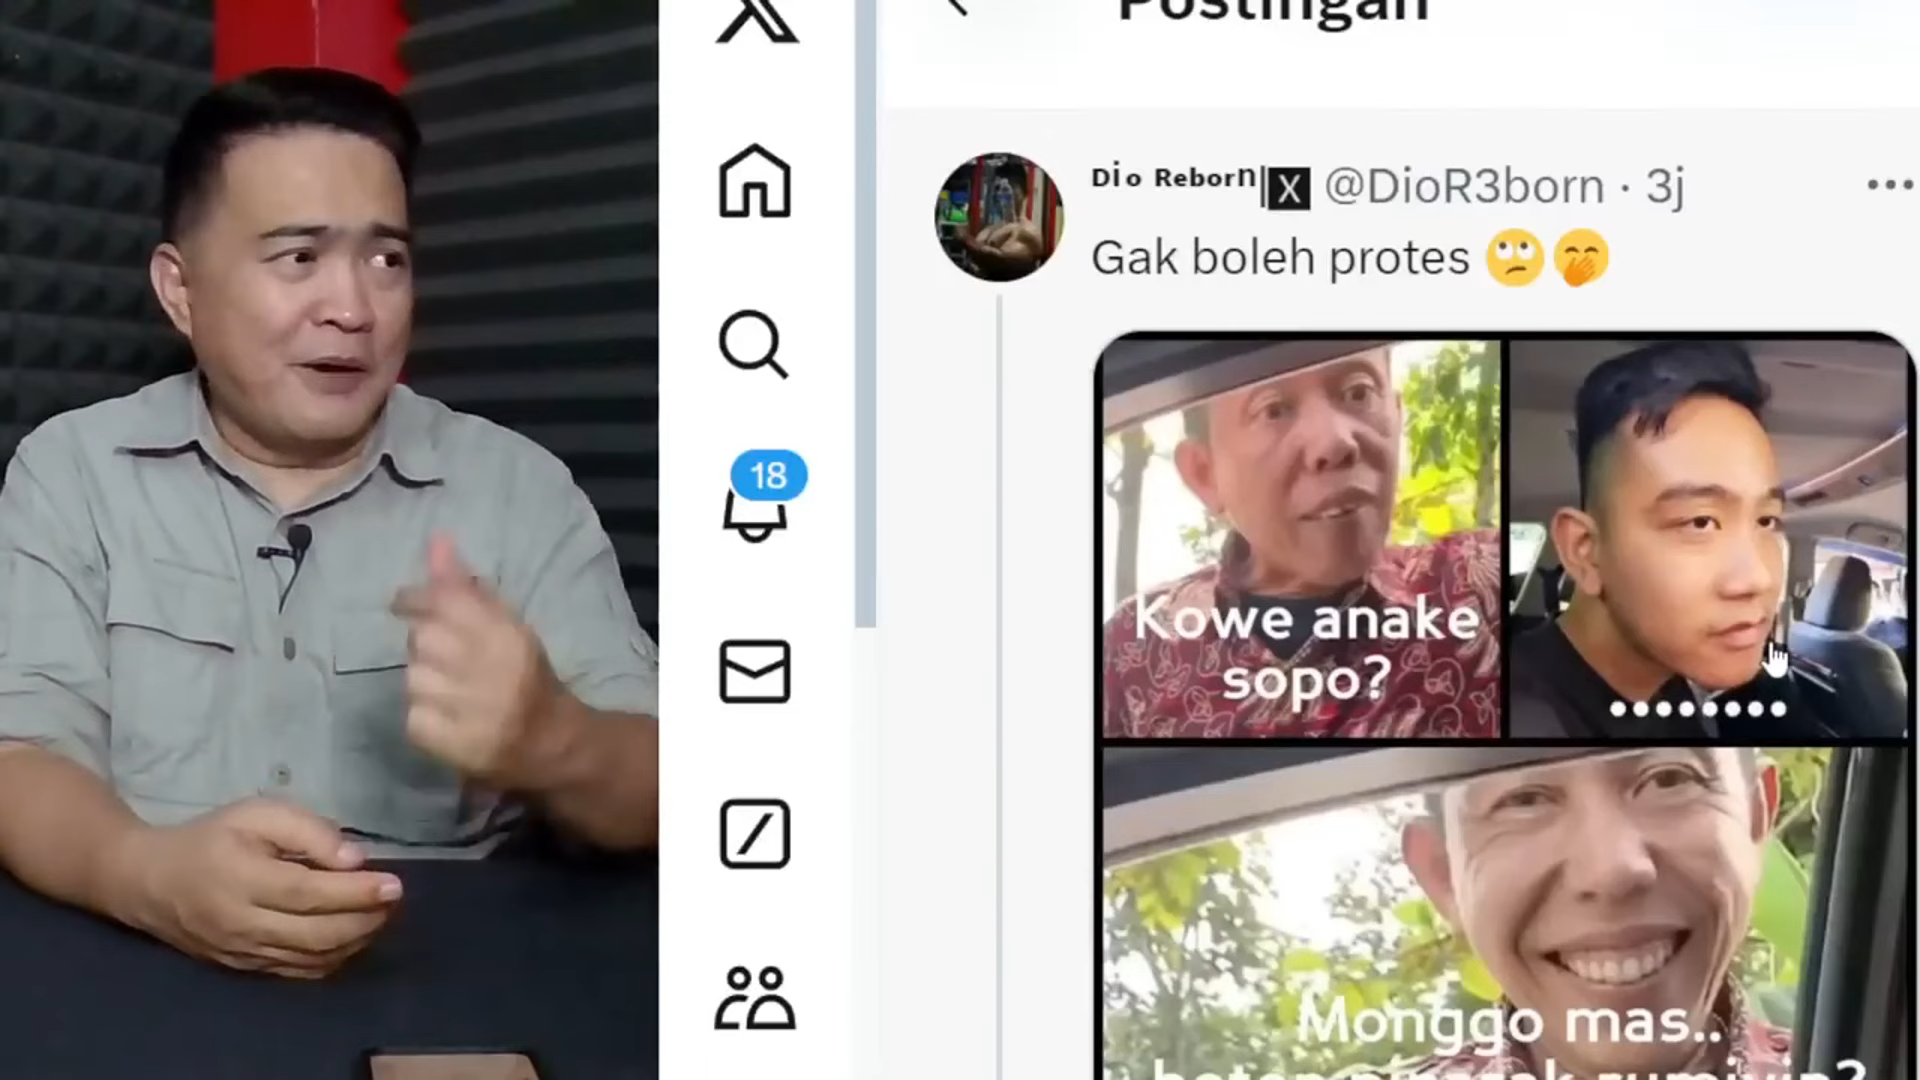 Postingan
Dio Reborn|X @DioR3born · 3j
Gak boleh protes
18
Kowe anake
sopo?
.........
Monggo mas..